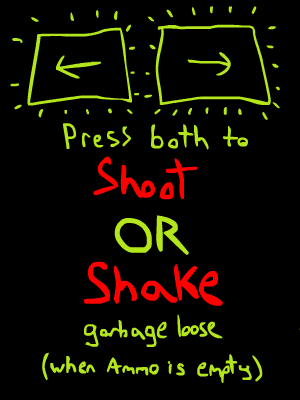 ← →
Press both to
Shoot
OR
Shake
garbage loose
(when Ammo is empty)